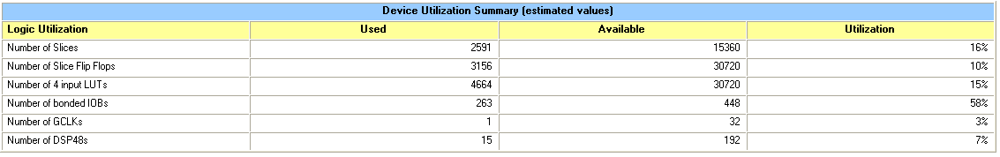 Device Utilization Summary (estimated values)
Logic Utilization Used Available Utilization
Number of Slices 2591 15360 16%
Number of Slice Flip Flops 3156 30720 10%
Number of 4 input LUTs 4664 30720 15%
Number of bonded IOBs 263 448 58%
Number of GCLKs 1 32 3%
Number of DSP48s 15 192 7%